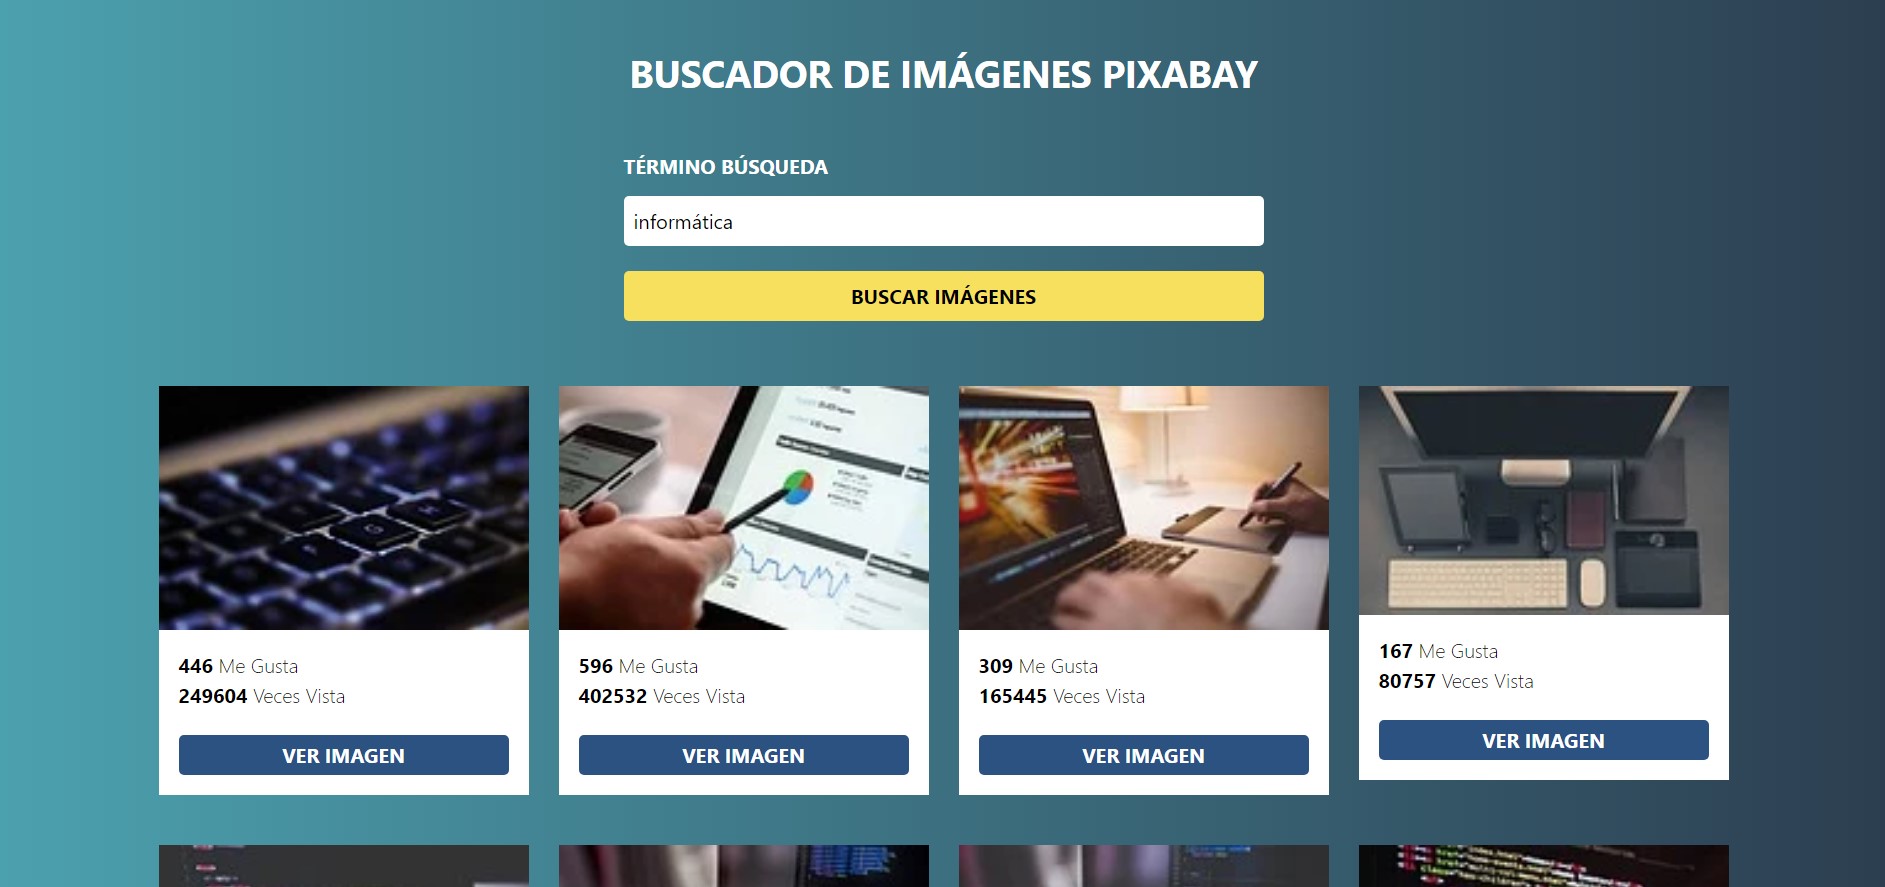 BUSCADOR DE IMÁGENES PIXABAY
TÉRMINO BÚSQUEDA
informática
BUSCAR IMÁGENES
446 Me Gusta
249604 Veces Vista
VER IMAGEN
596 Me Gusta
402532 Veces Vista
VER IMAGEN
309 Me Gusta
165445 Veces Vista
VER IMAGEN
167 Me Gusta
80757 Veces Vista
VER IMAGEN